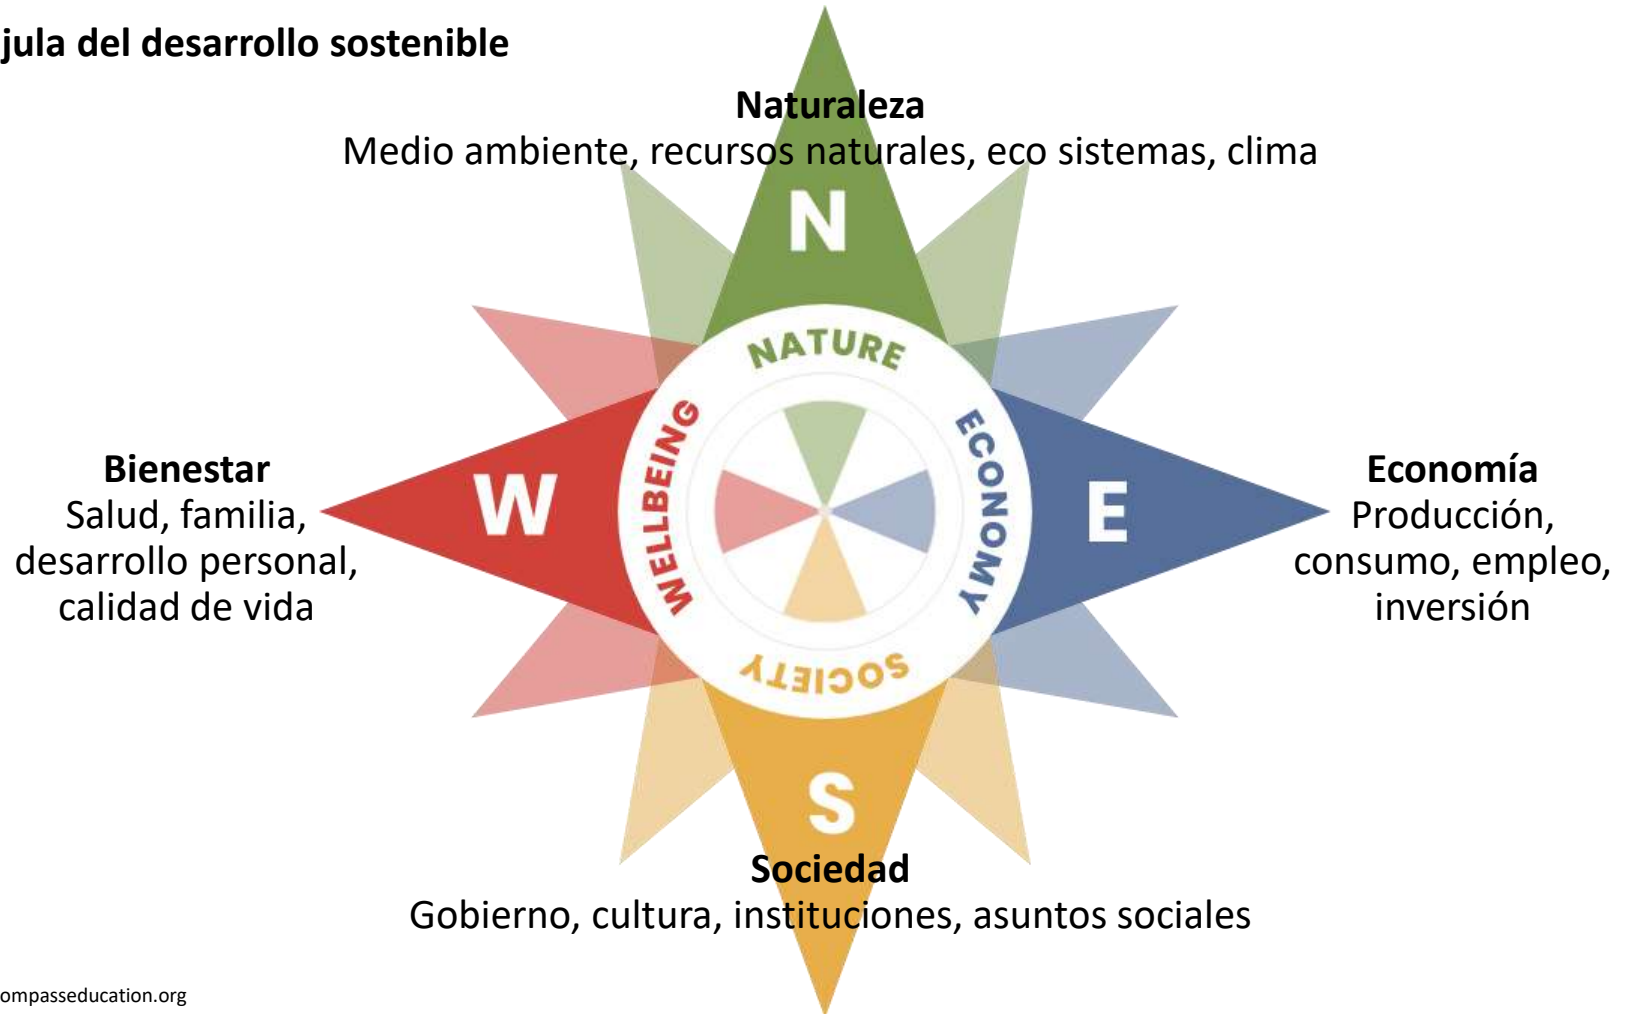 jula del desarrollo sostenible
Naturaleza
Medio ambiente, recursos naturales, eco sistemas, clima
N
NATURE
WELLBEING
ECONOMY
Bienestar
Salud, familia,
desarrollo personal,
calidad de vida
W
E
Economía
Producción,
consumo, empleo,
inversión
SOCIETY
S
Sociedad
Gobierno, cultura, instituciones, asuntos sociales
ompasseducation.org